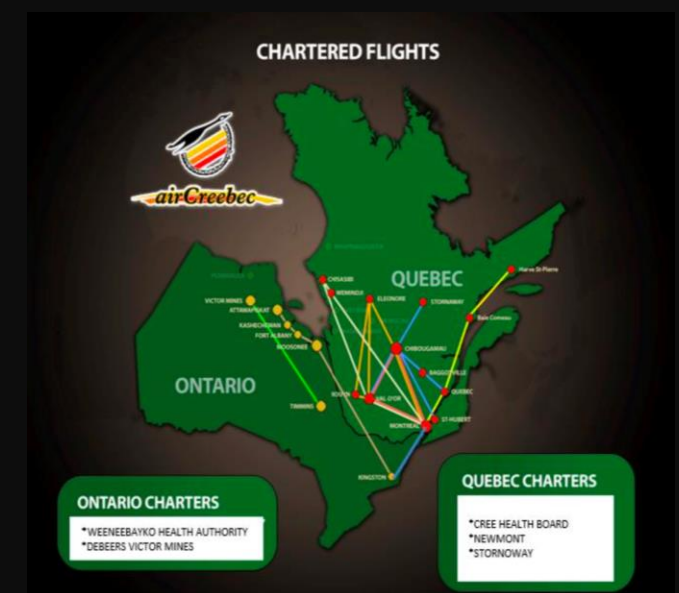 CHARTERED FLIGHTS
airCreebec
CHISASIBI
WEMINDJI
QUEBEC
Havre St-Pierre
VICTOR MINES
ATTAWAPISKAT
ELEONORE
STORNAWAY
KASHECHEWAN
FORT ALBANY
MOOSONEE
Baie Comeau
CHIBOUGAMAU
BAGGOTVILLE
ONTARIO
ROUYN
VAL-D'OR
QUEBEC
TIMMINS
MONTREAL
ST-HUBERT
KINGSTON
ONTARIO CHARTERS
*WEENEEBAYKO HEALTH AUTHORITY
*DEBEERS VICTOR MINES
QUEBEC CHARTERS
*CREE HEALTH BOARD
*NEWMONT
*STORNOWAY